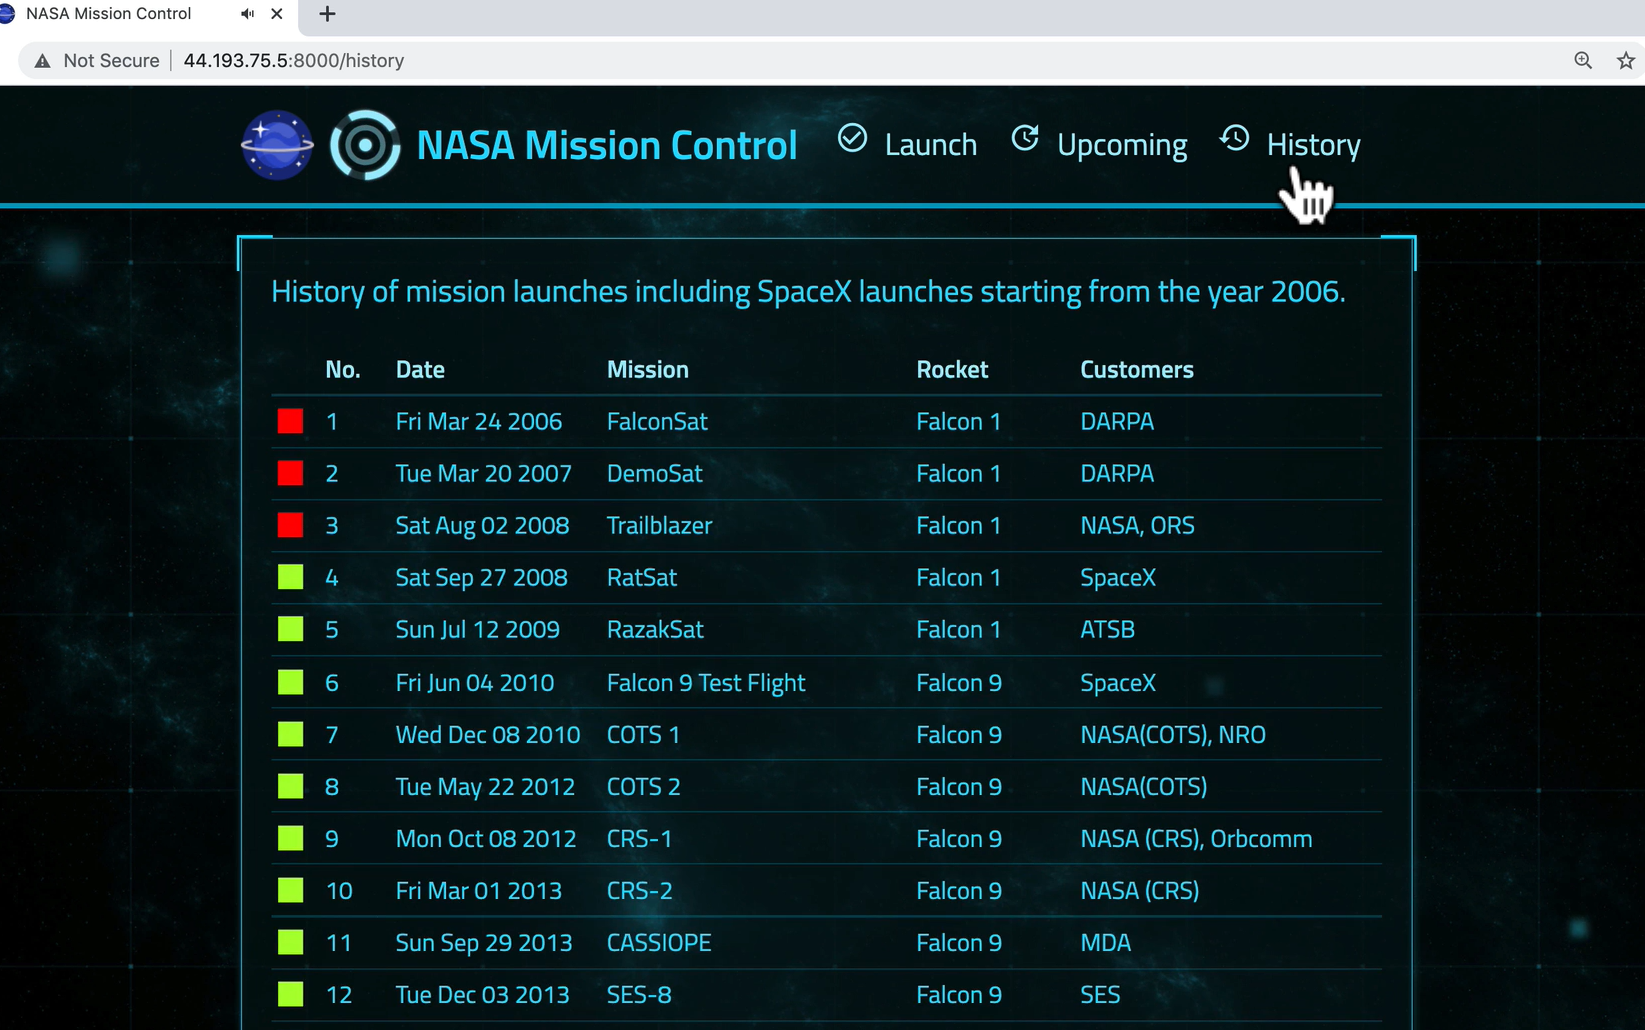 NASA Mission Control
Not Secure 44.193.75.5:8000/history
NASA Mission Control Launch Upcoming History
History of mission launches including SpaceX launches starting from the year 2006.
No. Date Mission Rocket Customers
1 Fri Mar 24 2006 FalconSat Falcon 1 DARPA
2 Tue Mar 20 2007 DemoSat Falcon 1 DARPA
3 Sat Aug 02 2008 Trailblazer Falcon 1 NASA, ORS
4 Sat Sep 27 2008 RatSat Falcon 1 SpaceX
5 Sun Jul 12 2009 RazakSat Falcon 1 ATSB
6 Fri Jun 04 2010 Falcon 9 Test Flight Falcon 9 SpaceX
7 Wed Dec 08 2010 COTS 1 Falcon 9 NASA(COTS), NRO
8 Tue May 22 2012 COTS 2 Falcon 9 NASA(COTS)
9 Mon Oct 08 2012 CRS-1 Falcon 9 NASA (CRS), Orbcomm
10 Fri Mar 01 2013 CRS-2 Falcon 9 NASA (CRS)
11 Sun Sep 29 2013 CASSIOPE Falcon 9 MDA
12 Tue Dec 03 2013 SES-8 Falcon 9 SES